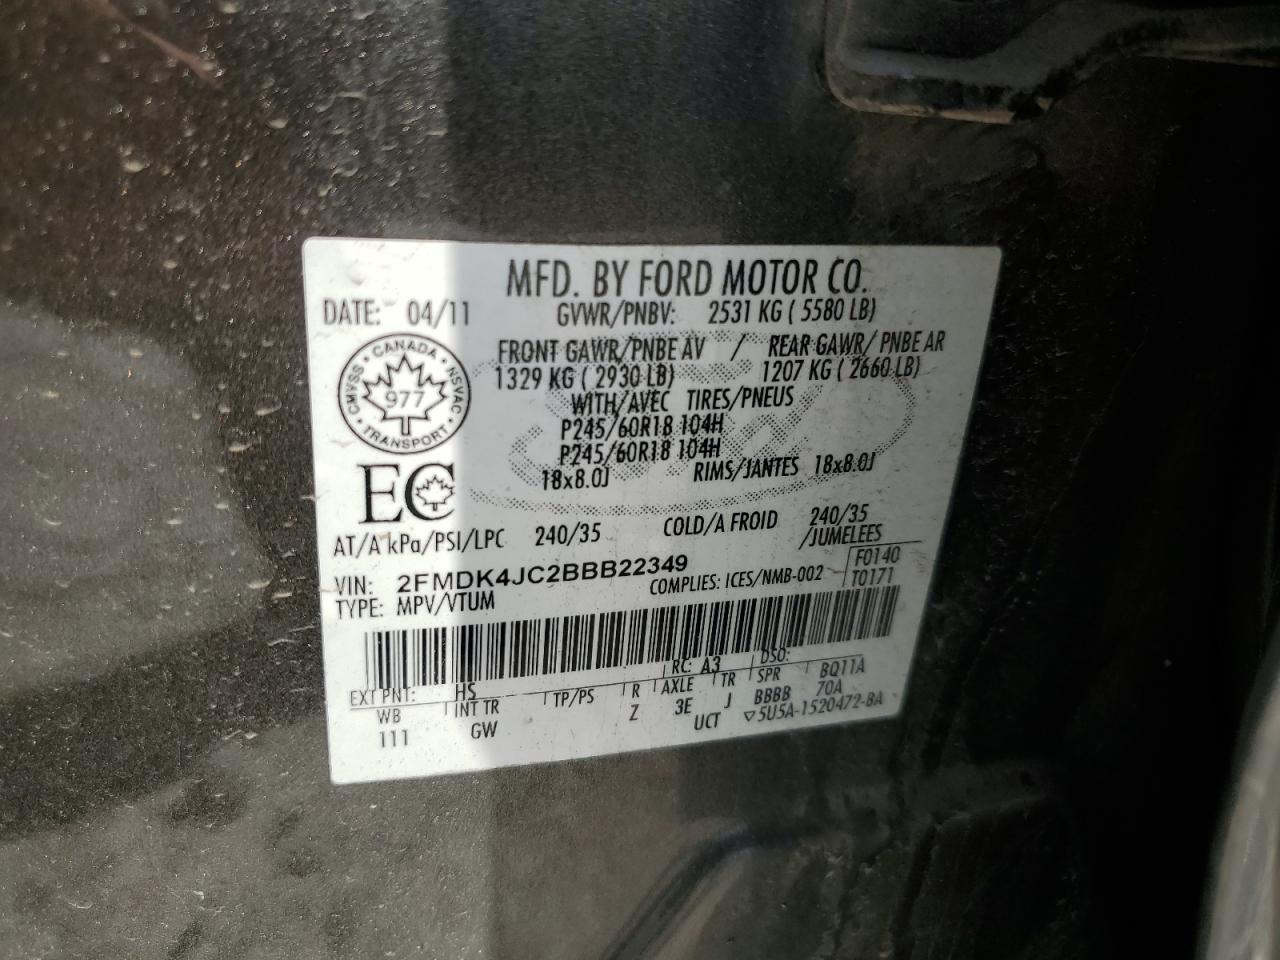 MFD. BY FORD MOTOR CO.
DATE: 04/11 GVWR/PNBV: 2531 KG ( 5580 LB)
CANADA
CMVSS NSVAC
977
TRANSPORT
FRONT GAWR/PNBE AV / REAR GAWR/ PNBE AR
1329 KG ( 2930 LB) 1207 KG ( 2660 LB)
WITH/AVEC TIRES/PNEUS
P245/60R18 104H
P245/60R18 104H
18x8.0J RIMS/JANTES 18x8.0J
EC
AT/A kPa/PSI/LPC 240/35 COLD/A FROID 240/35
/JUMELEES
VIN: 2FMDK4JC2BBB22349
F0140
TYPE: MPV/VTUM COMPLIES: ICES/NMB-002 T0171
EXT PNT: HS RC: A3 DSO:
WB INT TR TP/PS R AXLE TR SPR BQ11A
111 GW Z 3E J BBBB 70A
UCT ▽5U5A-1520472-BA